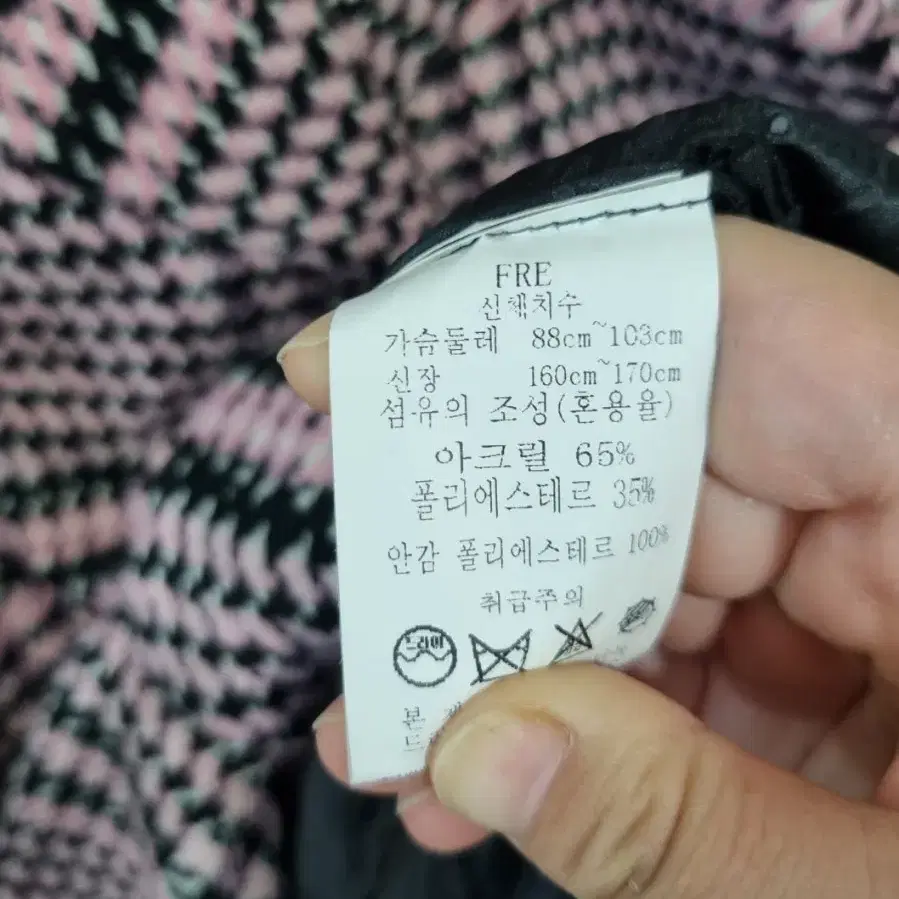 FRE
신체치수
가슴둘레 88cm~103cm
신장 160cm~170cm
섬유의 조성(혼용율)
아크릴 65%
폴리에스테르 35%
안감 폴리에스테르 100%
취급주의
드라이
본
드